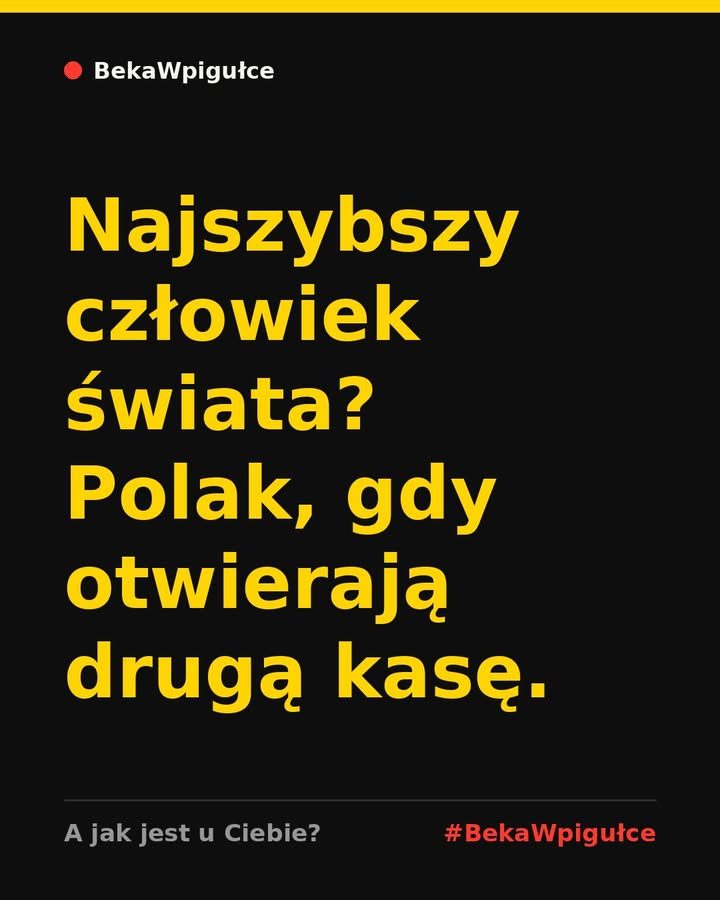 BekaWpigułce
Najszybszy
człowiek
świata?
Polak, gdy
otwierają
drugą kasę.
A jak jest u Ciebie?
#BekaWpigułce